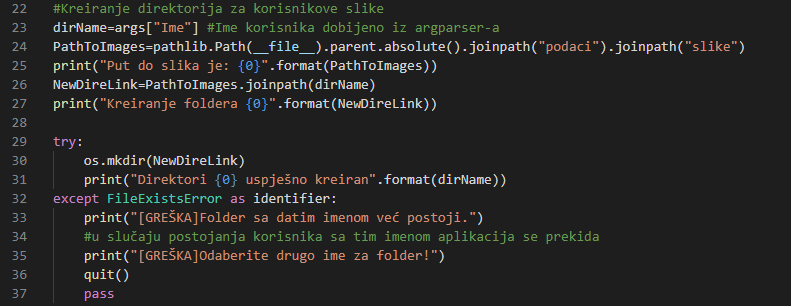 22 #Kreiranje direktorija za korisnikove slike
23 dirName=args["Ime"] #Ime korisnika dobijeno iz argparser-a
24 PathToImages=pathlib.Path(__file__).parent.absolute().joinpath("podaci").joinpath("slike")
25 print("Put do slika je: {0}".format(PathToImages))
26 NewDireLink=PathToImages.joinpath(dirName)
27 print("Kreiranje foldera {0}".format(NewDireLink))
28
29 try:
30     os.mkdir(NewDireLink)
31     print("Direktori {0} uspješno kreiran".format(dirName))
32 except FileExistsError as identifier:
33     print("[GREŠKA]Folder sa datim imenom već postoji.")
34     #u slučaju postojanja korisnika sa tim imenom aplikacija se prekida
35     print("[GREŠKA]Odaberite drugo ime za folder!")
36     quit()
37     pass